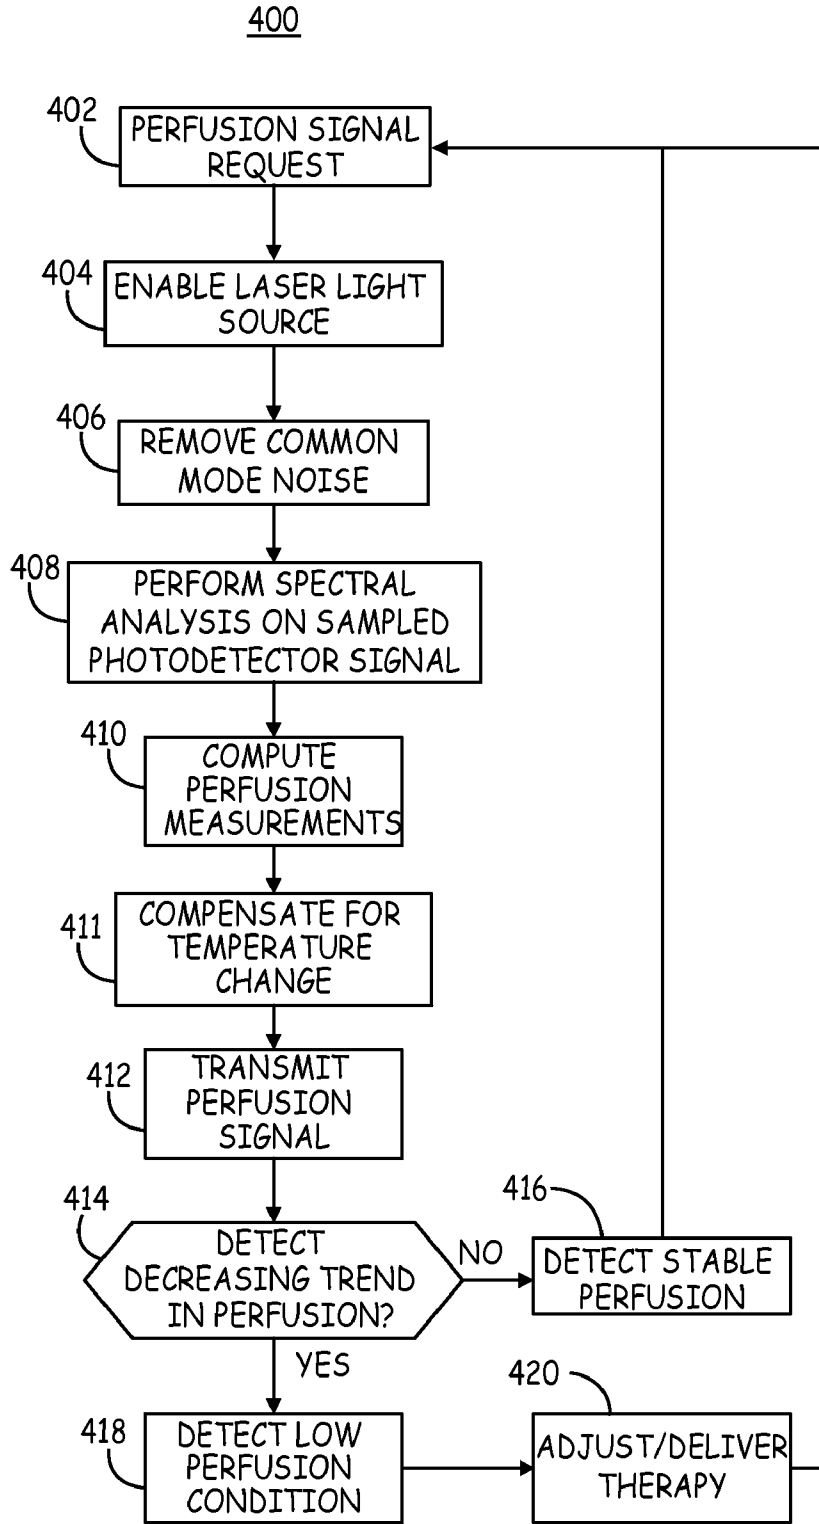 400
402
PERFUSION SIGNAL
REQUEST
404
ENABLE LASER LIGHT
SOURCE
406
REMOVE COMMON
MODE NOISE
408
PERFORM SPECTRAL
ANALYSIS ON SAMPLED
PHOTODETECTOR SIGNAL
410
COMPUTE
PERFUSION
MEASUREMENTS
411
COMPENSATE FOR
TEMPERATURE
CHANGE
412
TRANSMIT
PERFUSION
SIGNAL
414
DETECT
DECREASING TREND
IN PERFUSION?
NO
416
DETECT STABLE
PERFUSION
YES
418
DETECT LOW
PERFUSION
CONDITION
420
ADJUST/DELIVER
THERAPY